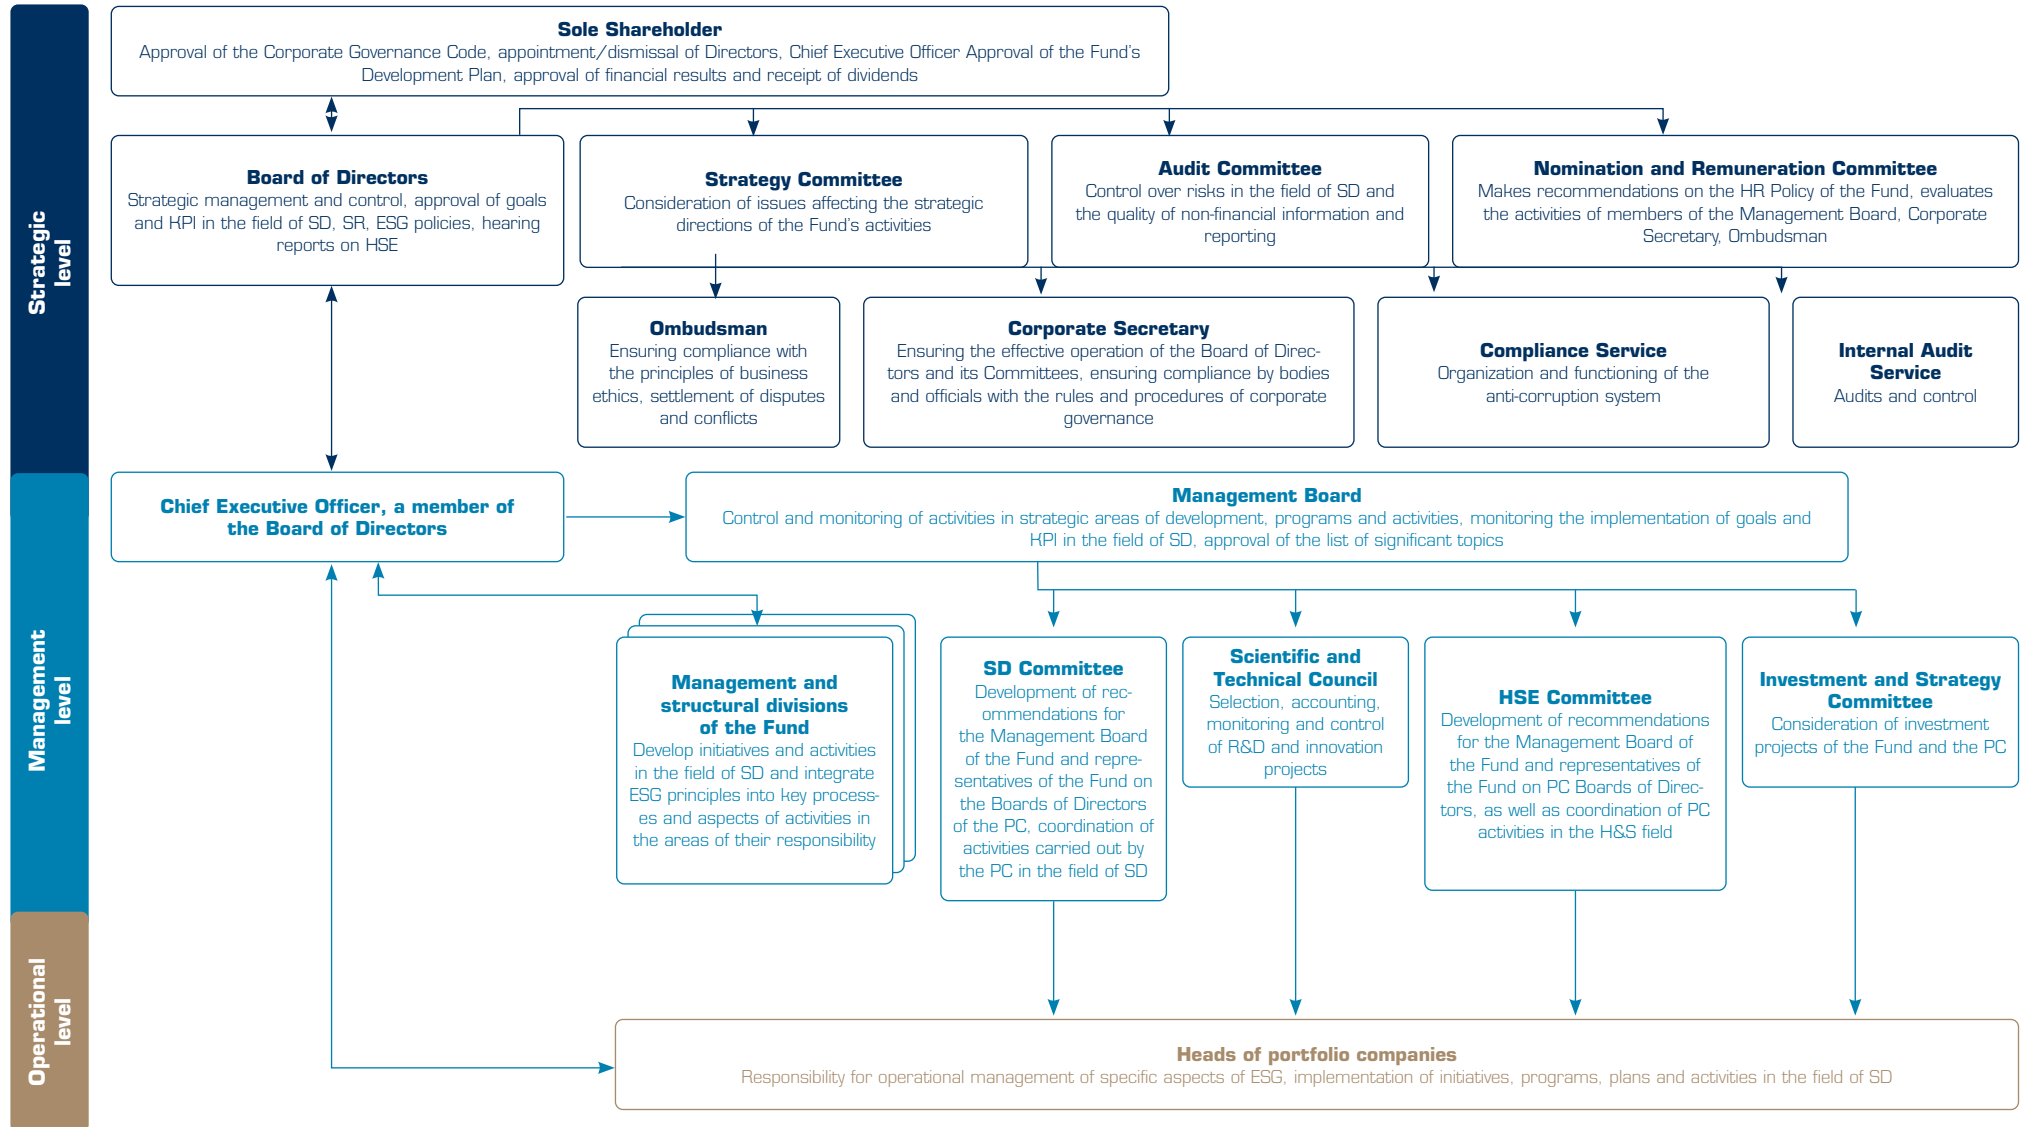 Strategic
level
Sole Shareholder
Approval of the Corporate Governance Code, appointment/dismissal of Directors, Chief Executive Officer Approval of the Fund's
Development Plan, approval of financial results and receipt of dividends
Board of Directors
Strategic management and control, approval of goals
and KPI in the field of SD, SR, ESG policies, hearing
reports on HSE
Strategy Committee
Consideration of issues affecting the strategic
directions of the Fund's activities
Audit Committee
Control over risks in the field of SD and
the quality of non-financial information and
reporting
Nomination and Remuneration Committee
Makes recommendations on the HR Policy of the Fund, evaluates
the activities of members of the Management Board, Corporate
Secretary, Ombudsman
Ombudsman
Ensuring compliance with
the principles of business
ethics, settlement of disputes
and conflicts
Corporate Secretary
Ensuring the effective operation of the Board of Direc-
tors and its Committees, ensuring compliance by bodies
and officials with the rules and procedures of corporate
governance
Compliance Service
Organization and functioning of the
anti-corruption system
Internal Audit
Service
Audits and control
Management
level
Chief Executive Officer, a member of
the Board of Directors
Management Board
Control and monitoring of activities in strategic areas of development, programs and activities, monitoring the implementation of goals and
KPI in the field of SD, approval of the list of significant topics
Management and
structural divisions
of the Fund
Develop initiatives and activities
in the field of SD and integrate
ESG principles into key process-
es and aspects of activities in
the areas of their responsibility
SD Committee
Development of rec-
ommendations for
the Management Board
of the Fund and repre-
sentatives of the Fund on
the Boards of Directors
of the PC, coordination of
activities carried out by
the PC in the field of SD
Scientific and
Technical Council
Selection, accounting,
monitoring and control
of R&D and innovation
projects
HSE Committee
Development of recommendations
for the Management Board of
the Fund and representatives of
the Fund on PC Boards of Direc-
tors, as well as coordination of PC
activities in the H&S field
Investment and Strategy
Committee
Consideration of investment
projects of the Fund and the PC
Operational
level
Heads of portfolio companies
Responsibility for operational management of specific aspects of ESG, implementation of initiatives, programs, plans and activities in the field of SD